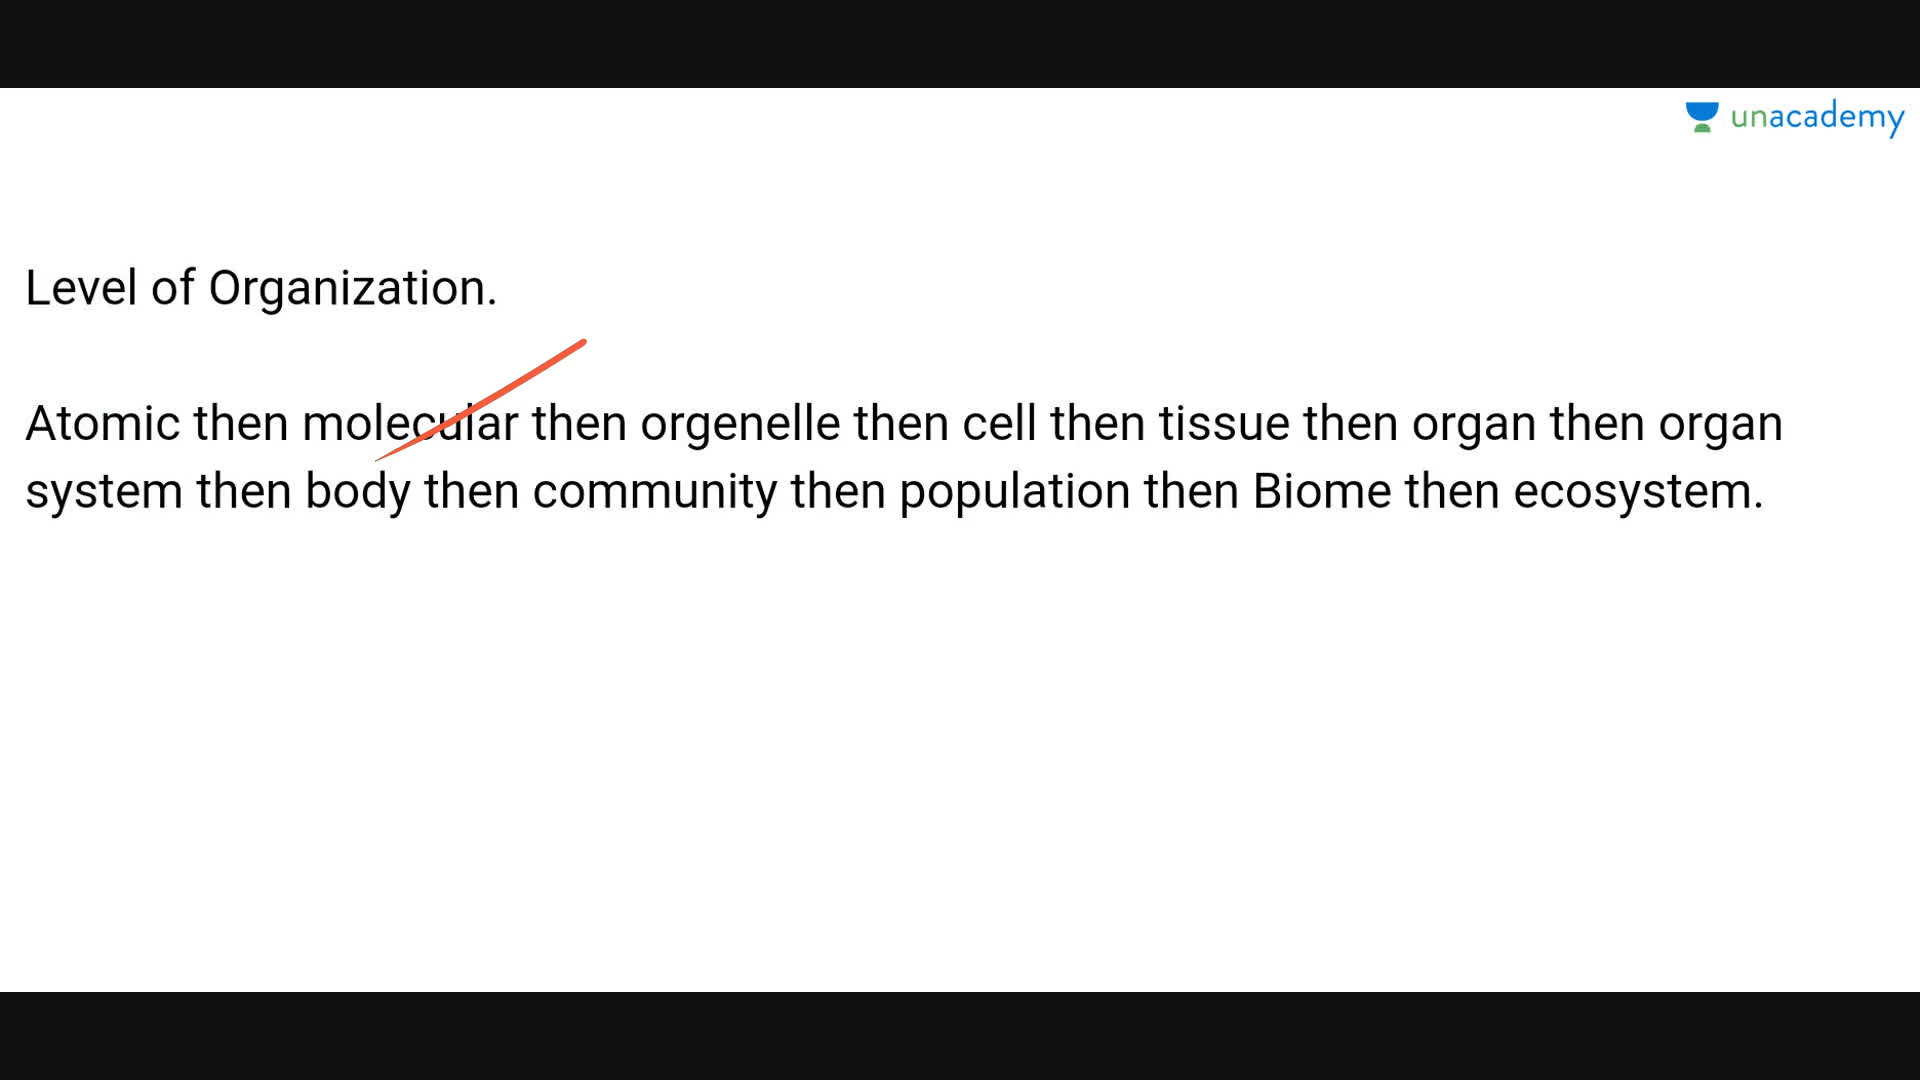 unacademy
Level of Organization.
Atomic then molecular then orgenelle then cell then tissue then organ then organ
system then body then community then population then Biome then ecosystem.